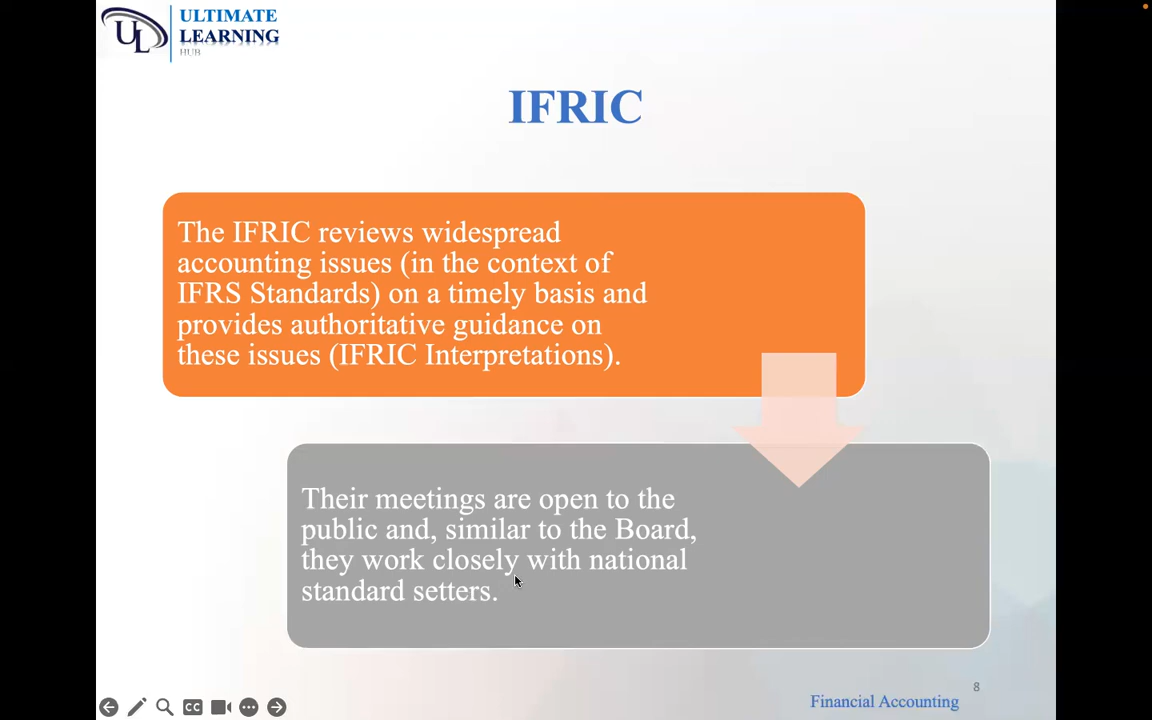 ULTIMATE
LEARNING
HUB
UL
IFRIC
The IFRIC reviews widespread
accounting issues (in the context of
IFRS Standards) on a timely basis and
provides authoritative guidance on
these issues (IFRIC Interpretations).
Their meetings are open to the
public and, similar to the Board,
they work closely with national
standard setters.
CC
8
Financial Accounting